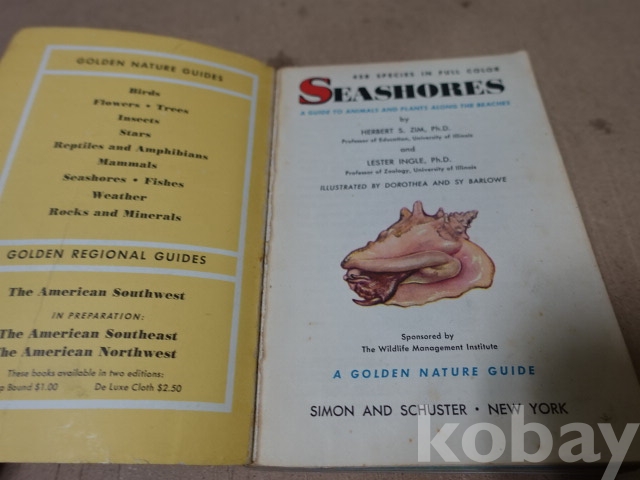 GOLDEN NATURE GUIDES
Birds
Flowers • Trees
Insects
Stars
Reptiles and Amphibians
Mammals
Seashores • Fishes
Weather
Rocks and Minerals
GOLDEN REGIONAL GUIDES
The American Southwest
IN PREPARATION:
The American Southeast
The American Northwest
These books available in two editions:
Bound $1.00 De Luxe Cloth $2.50
458 SPECIES IN FULL COLOR
SEASHORES
A GUIDE TO ANIMALS AND PLANTS ALONG THE BEACHES
by
HERBERT S. ZIM, Ph.D.
Professor of Education, University of Illinois
and
LESTER INGLE, Ph.D.
Professor of Zoology, University of Illinois
ILLUSTRATED BY DOROTHEA AND SY BARLOWE
Sponsored by
The Wildlife Management Institute
A GOLDEN NATURE GUIDE
SIMON AND SCHUSTER • NEW YORK
kobay